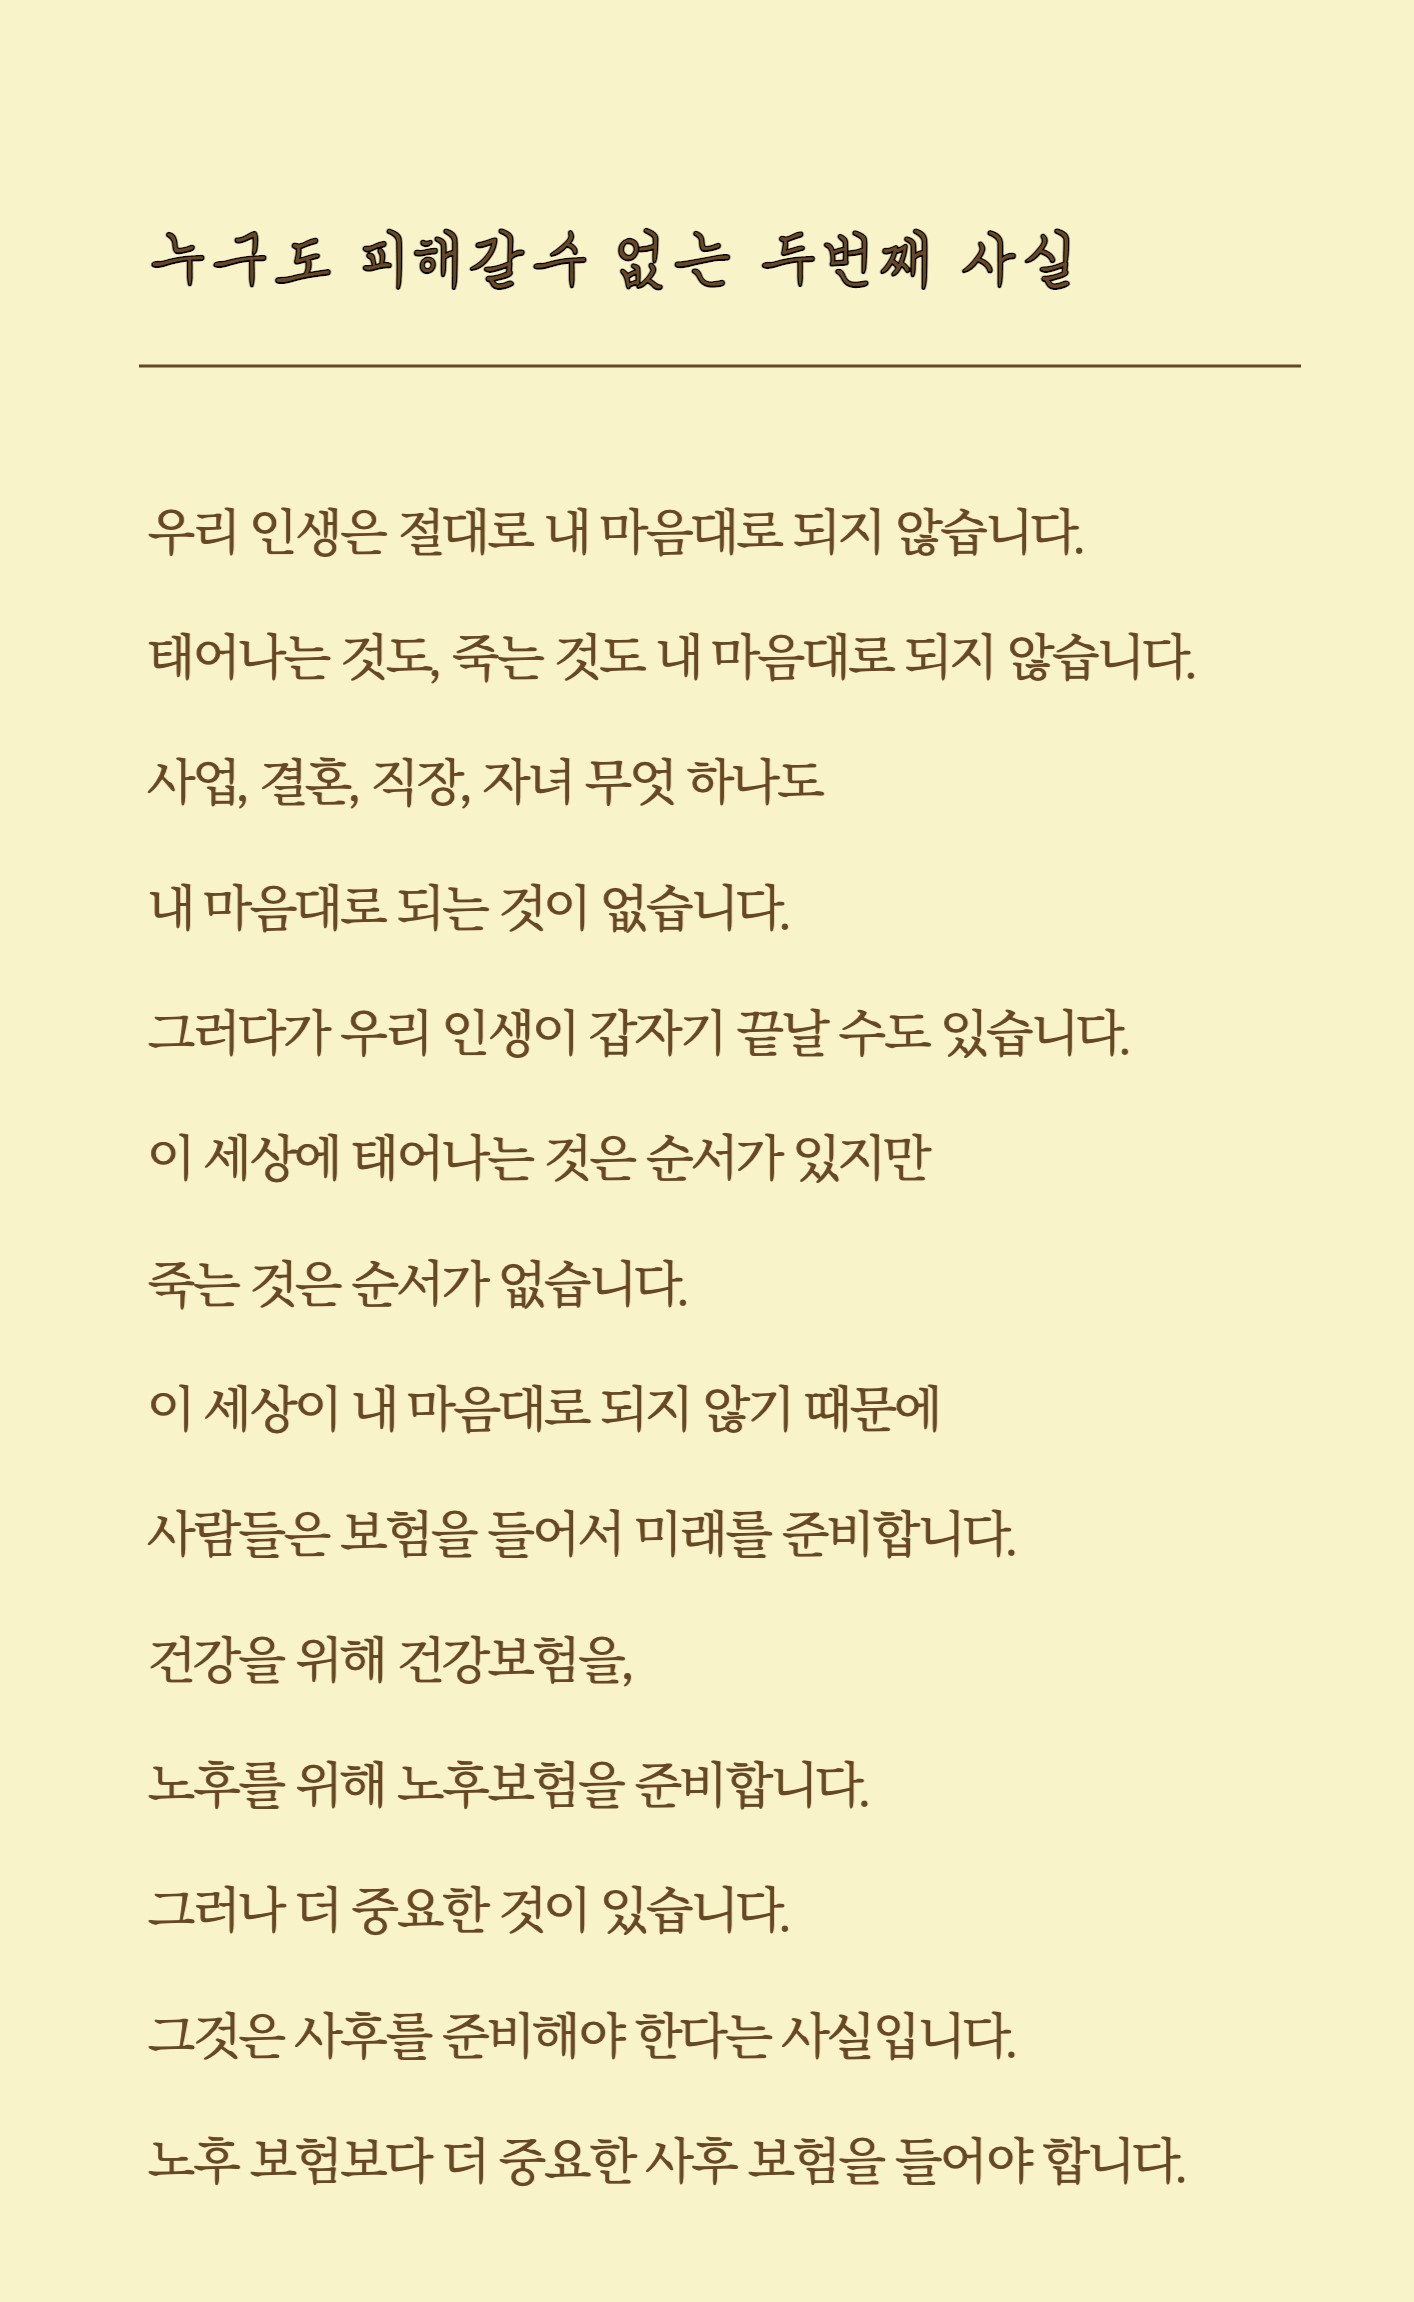 누구도 피해갈수 없는 두번째 사실
우리 인생은 절대로 내 마음대로 되지 않습니다.
태어나는 것도, 죽는 것도 내 마음대로 되지 않습니다.
사업, 결혼, 직장, 자녀 무엇 하나도
내 마음대로 되는 것이 없습니다.
그러다가 우리 인생이 갑자기 끝날 수도 있습니다.
이 세상에 태어나는 것은 순서가 있지만
죽는 것은 순서가 없습니다.
이 세상이 내 마음대로 되지 않기 때문에
사람들은 보험을 들어서 미래를 준비합니다.
건강을 위해 건강보험을,
노후를 위해 노후보험을 준비합니다.
그러나 더 중요한 것이 있습니다.
그것은 사후를 준비해야 한다는 사실입니다.
노후 보험보다 더 중요한 사후 보험을 들어야 합니다.